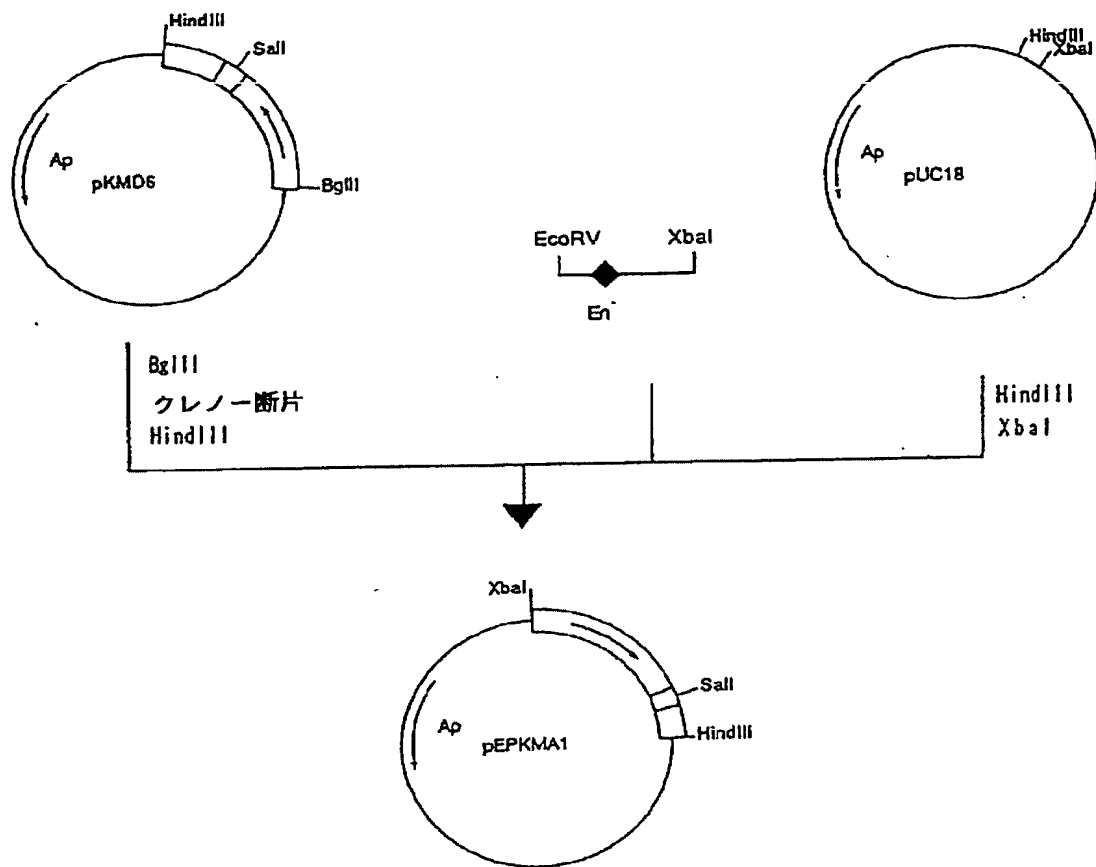 HindIII
SalI
Ap
pKMD6
BglII
HindIII
XbaI
Ap
pUC18
EcoRV
XbaI
En-
BglII
クレノー断片
HindIII
HindIII
XbaI
XbaI
SalI
HindIII
Ap
pEPKMA1